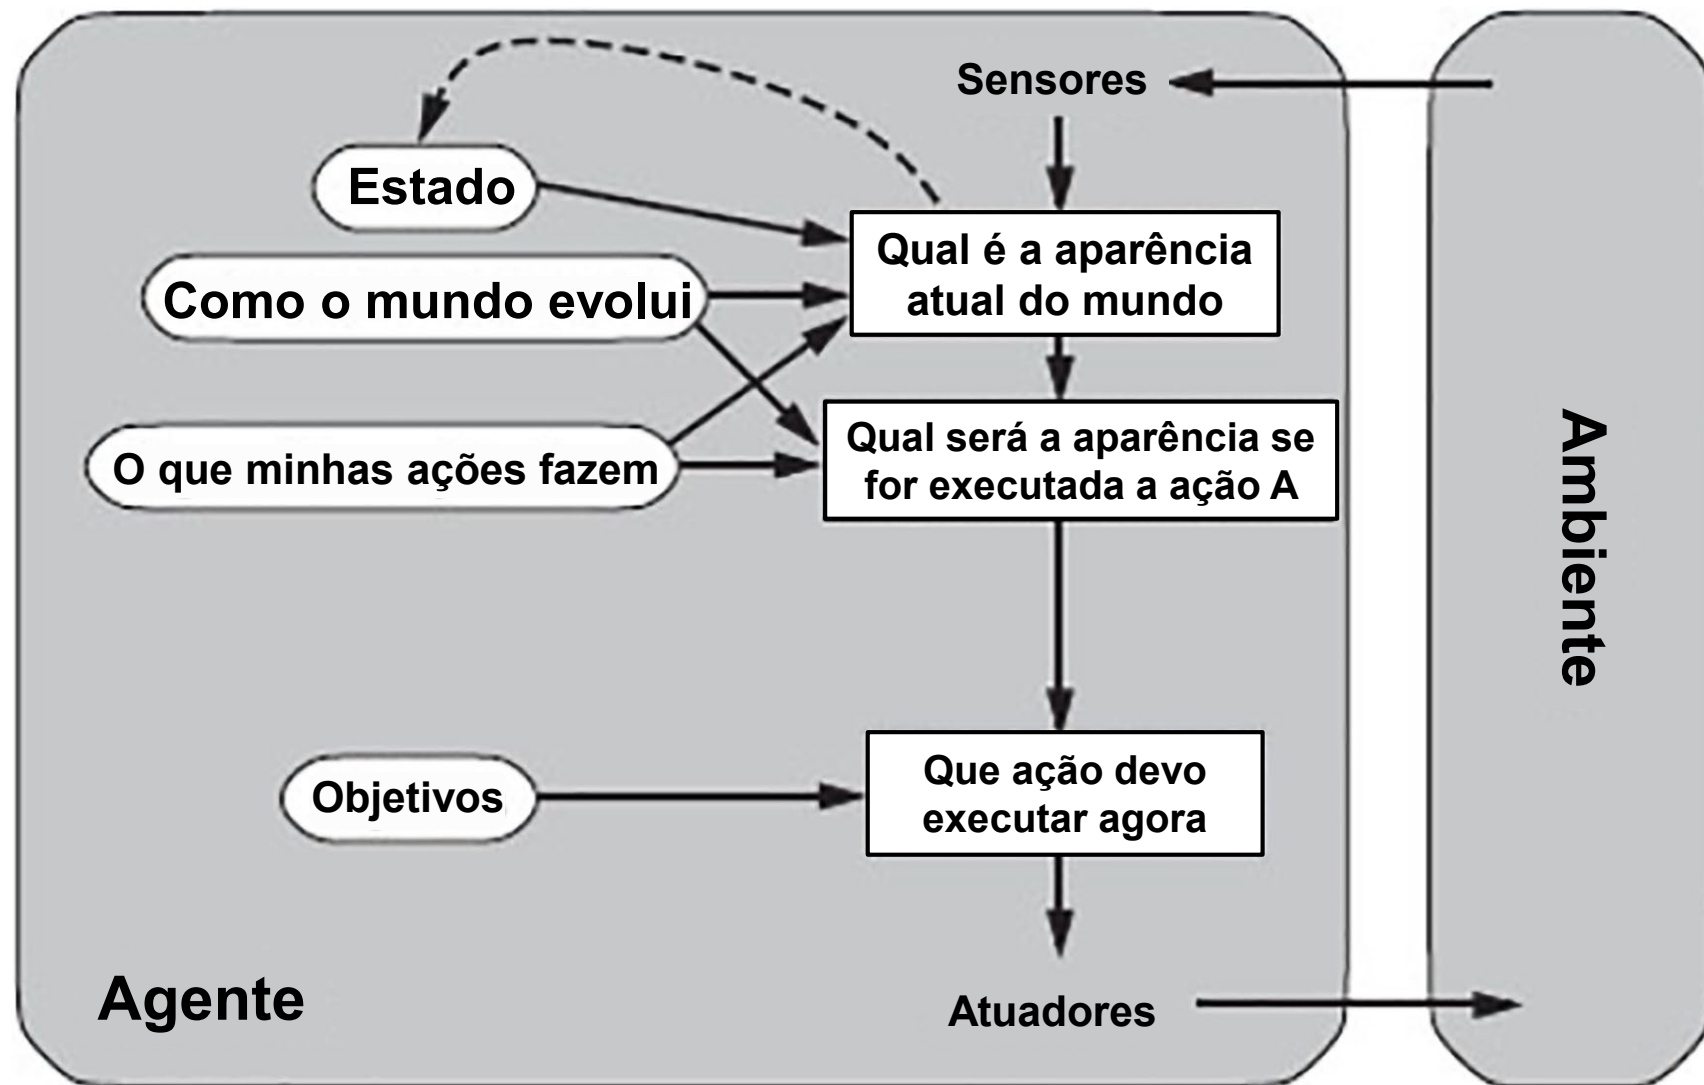 Sensores
Estado
Qual é a aparência
atual do mundo
Como o mundo evolui
Qual será a aparência se
for executada a ação A
O que minhas ações fazem
Ambiente
Que ação devo
executar agora
Objetivos
Agente
Atuadores